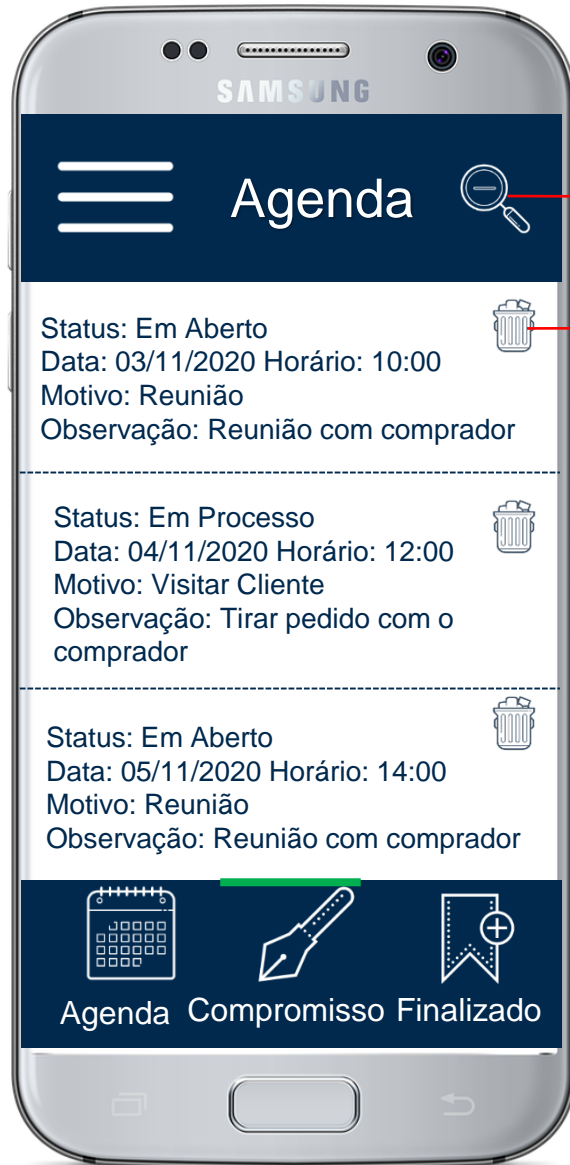 SAMSUNG
Agenda
Status: Em Aberto
Data: 03/11/2020 Horário: 10:00
Motivo: Reunião
Observação: Reunião com comprador
Status: Em Processo
Data: 04/11/2020 Horário: 12:00
Motivo: Visitar Cliente
Observação: Tirar pedido com o
comprador
Status: Em Aberto
Data: 05/11/2020 Horário: 14:00
Motivo: Reunião
Observação: Reunião com comprador
Agenda Compromisso Finalizado